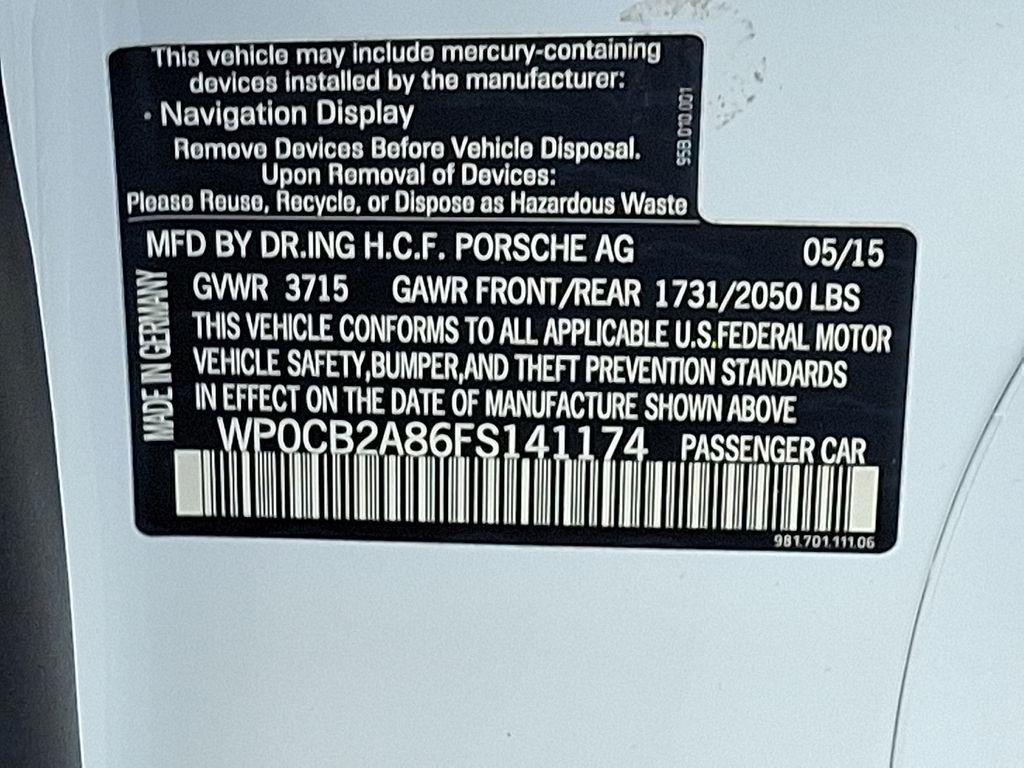 This vehicle may include mercury-containing
devices installed by the manufacturer:
• Navigation Display
Remove Devices Before Vehicle Disposal.
Upon Removal of Devices:
Please Reuse, Recycle, or Dispose as Hazardous Waste
95B.010.001
MFD BY DR.ING H.C.F. PORSCHE AG 05/15
GVWR 3715 GAWR FRONT/REAR 1731/2050 LBS
THIS VEHICLE CONFORMS TO ALL APPLICABLE U.S.FEDERAL MOTOR
VEHICLE SAFETY,BUMPER,AND THEFT PREVENTION STANDARDS
IN EFFECT ON THE DATE OF MANUFACTURE SHOWN ABOVE
MADE IN GERMANY
WP0CB2A86FS141174 PASSENGER CAR
981.701.111.06